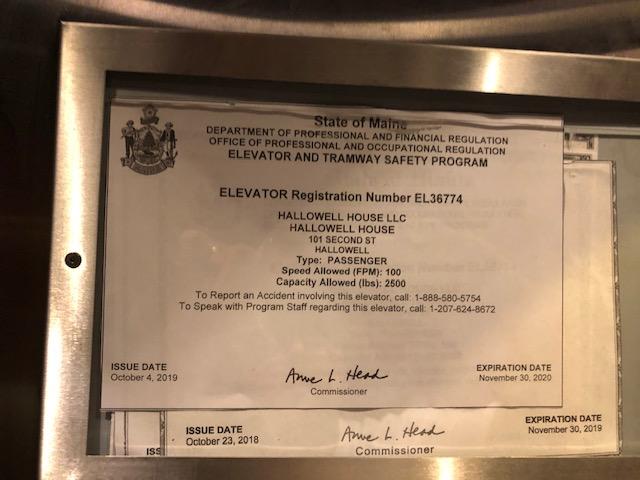 State of Maine
DEPARTMENT OF PROFESSIONAL AND FINANCIAL REGULATION
OFFICE OF PROFESSIONAL AND OCCUPATIONAL REGULATION
ELEVATOR AND TRAMWAY SAFETY PROGRAM
ELEVATOR Registration Number EL36774
HALLOWELL HOUSE LLC
HALLOWELL HOUSE
101 SECOND ST
HALLOWELL
Type: PASSENGER
Speed Allowed (FPM): 100
Capacity Allowed (lbs): 2500
To Report an Accident involving this elevator, call: 1-888-580-5754
To Speak with Program Staff regarding this elevator, call: 1-207-624-8672
ISSUE DATE
October 4, 2019
Anne L. Head
Commissioner
EXPIRATION DATE
November 30, 2020
ISSUE DATE
October 23, 2018
Anne L. Head
Commissioner
EXPIRATION DATE
November 30, 2019
ISS